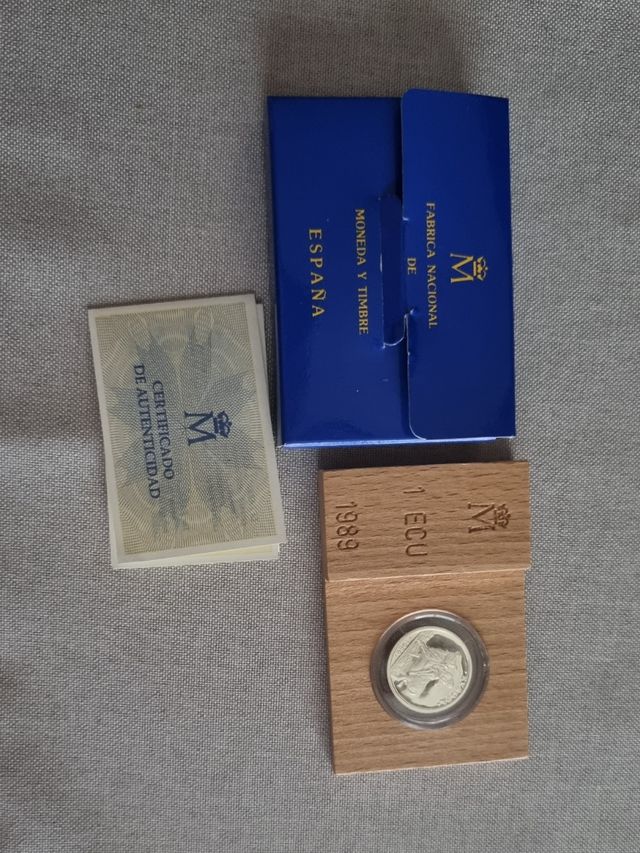 M
FABRICA NACIONAL
DE
MONEDA Y TIMBRE
ESPAÑA
M
CERTIFICADO
DE AUTENTICIDAD
M
1 ECU
1989